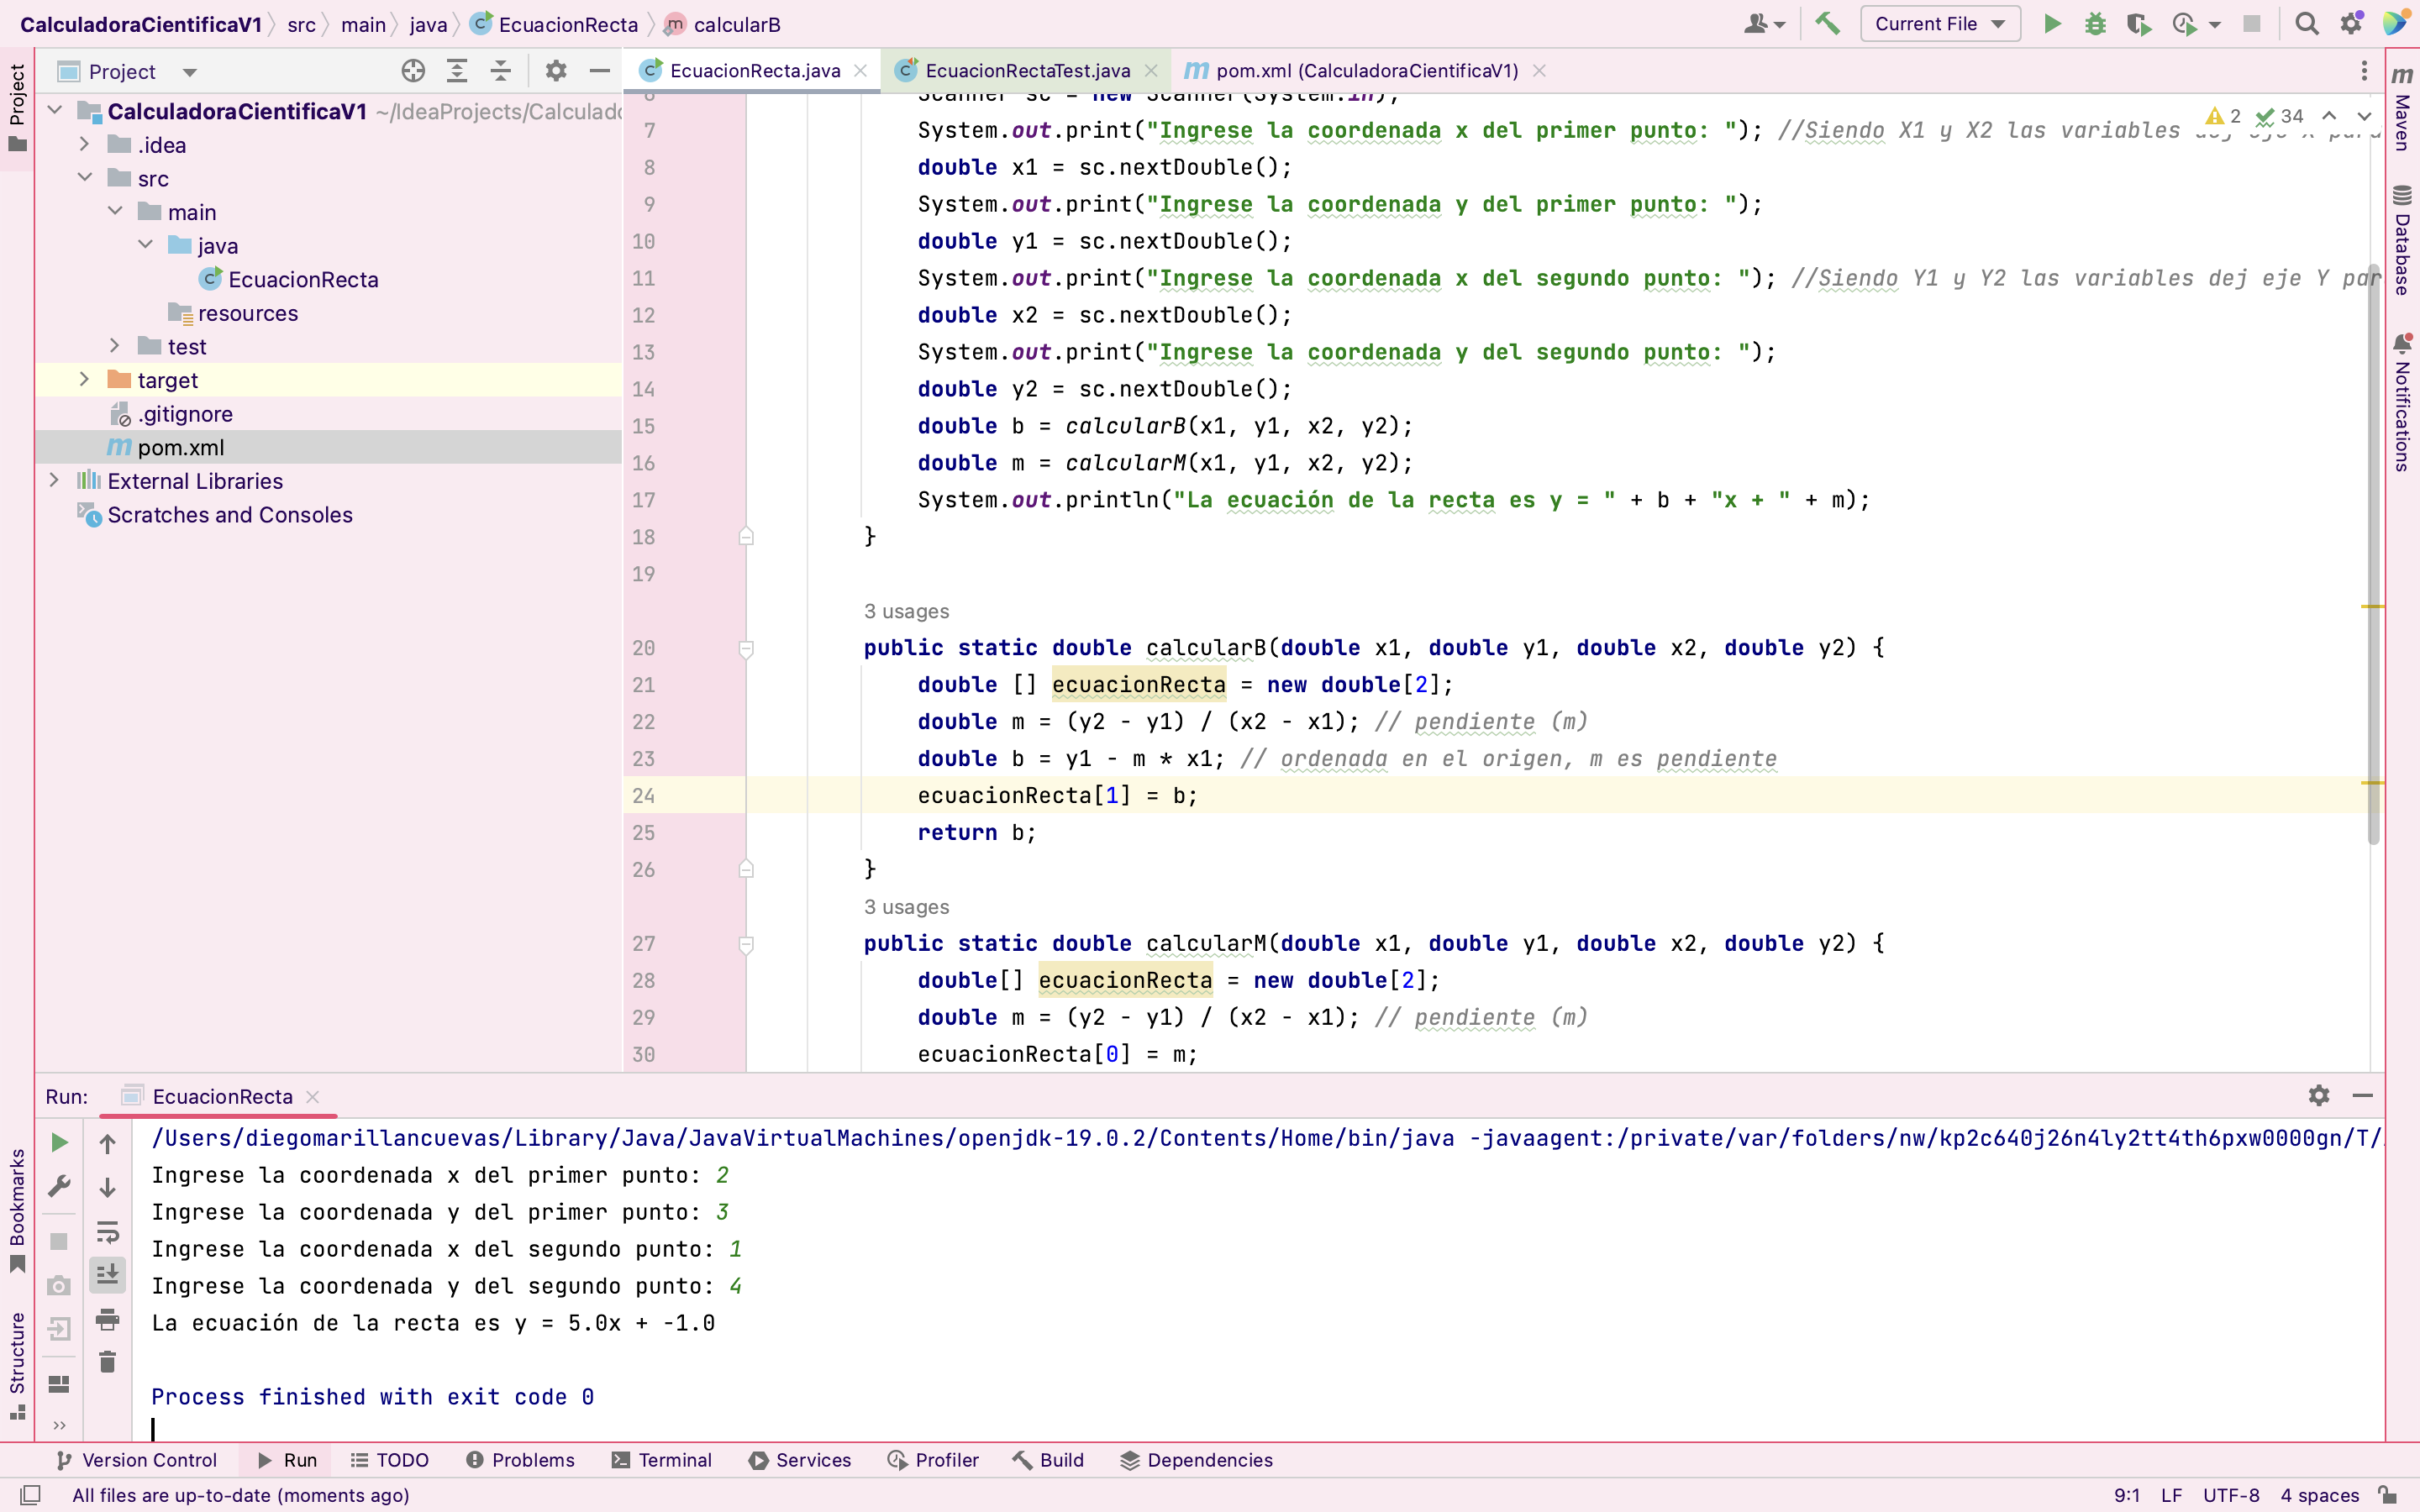 CalculadoraCientificaV1 src main java EcuacionRecta calcularB Current File
Project
EcuacionRecta.java EcuacionRectaTest.java pom.xml (CalculadoraCientificaV1)
Project
CalculadoraCientificaV1 ~/IdeaProjects/Calculad
.idea
src
main
java
EcuacionRecta
resources
test
target
.gitignore
pom.xml
External Libraries
Scratches and Consoles
2 34
6 Scanner sc = new Scanner(System.in);
7 System.out.print("Ingrese la coordenada x del primer punto: "); //Siendo X1 y X2 las variables dej eje X para
8 double x1 = sc.nextDouble();
9 System.out.print("Ingrese la coordenada y del primer punto: ");
10 double y1 = sc.nextDouble();
11 System.out.print("Ingrese la coordenada x del segundo punto: "); //Siendo Y1 y Y2 las variables dej eje Y par
12 double x2 = sc.nextDouble();
13 System.out.print("Ingrese la coordenada y del segundo punto: ");
14 double y2 = sc.nextDouble();
15 double b = calcularB(x1, y1, x2, y2);
16 double m = calcularM(x1, y1, x2, y2);
17 System.out.println("La ecuación de la recta es y = " + b + "x + " + m);
18 }
19
3 usages
20 public static double calcularB(double x1, double y1, double x2, double y2) {
21 double [] ecuacionRecta = new double[2];
22 double m = (y2 - y1) / (x2 - x1); // pendiente (m)
23 double b = y1 - m * x1; // ordenada en el origen, m es pendiente
24 ecuacionRecta[1] = b;
25 return b;
26 }
3 usages
27 public static double calcularM(double x1, double y1, double x2, double y2) {
28 double[] ecuacionRecta = new double[2];
29 double m = (y2 - y1) / (x2 - x1); // pendiente (m)
30 ecuacionRecta[0] = m;
m Maven
Database
Notifications
Run: EcuacionRecta
/Users/diegomarillancuevas/Library/Java/JavaVirtualMachines/openjdk-19.0.2/Contents/Home/bin/java -javaagent:/private/var/folders/nw/kp2c640j26n4ly2tt4th6pxw0000gn/T/
Ingrese la coordenada x del primer punto: 2
Ingrese la coordenada y del primer punto: 3
Ingrese la coordenada x del segundo punto: 1
Ingrese la coordenada y del segundo punto: 4
La ecuación de la recta es y = 5.0x + -1.0
Process finished with exit code 0
Bookmarks
Structure
Version Control Run TODO Problems Terminal Services Profiler Build Dependencies
All files are up-to-date (moments ago) 9:1 LF UTF-8 4 spaces